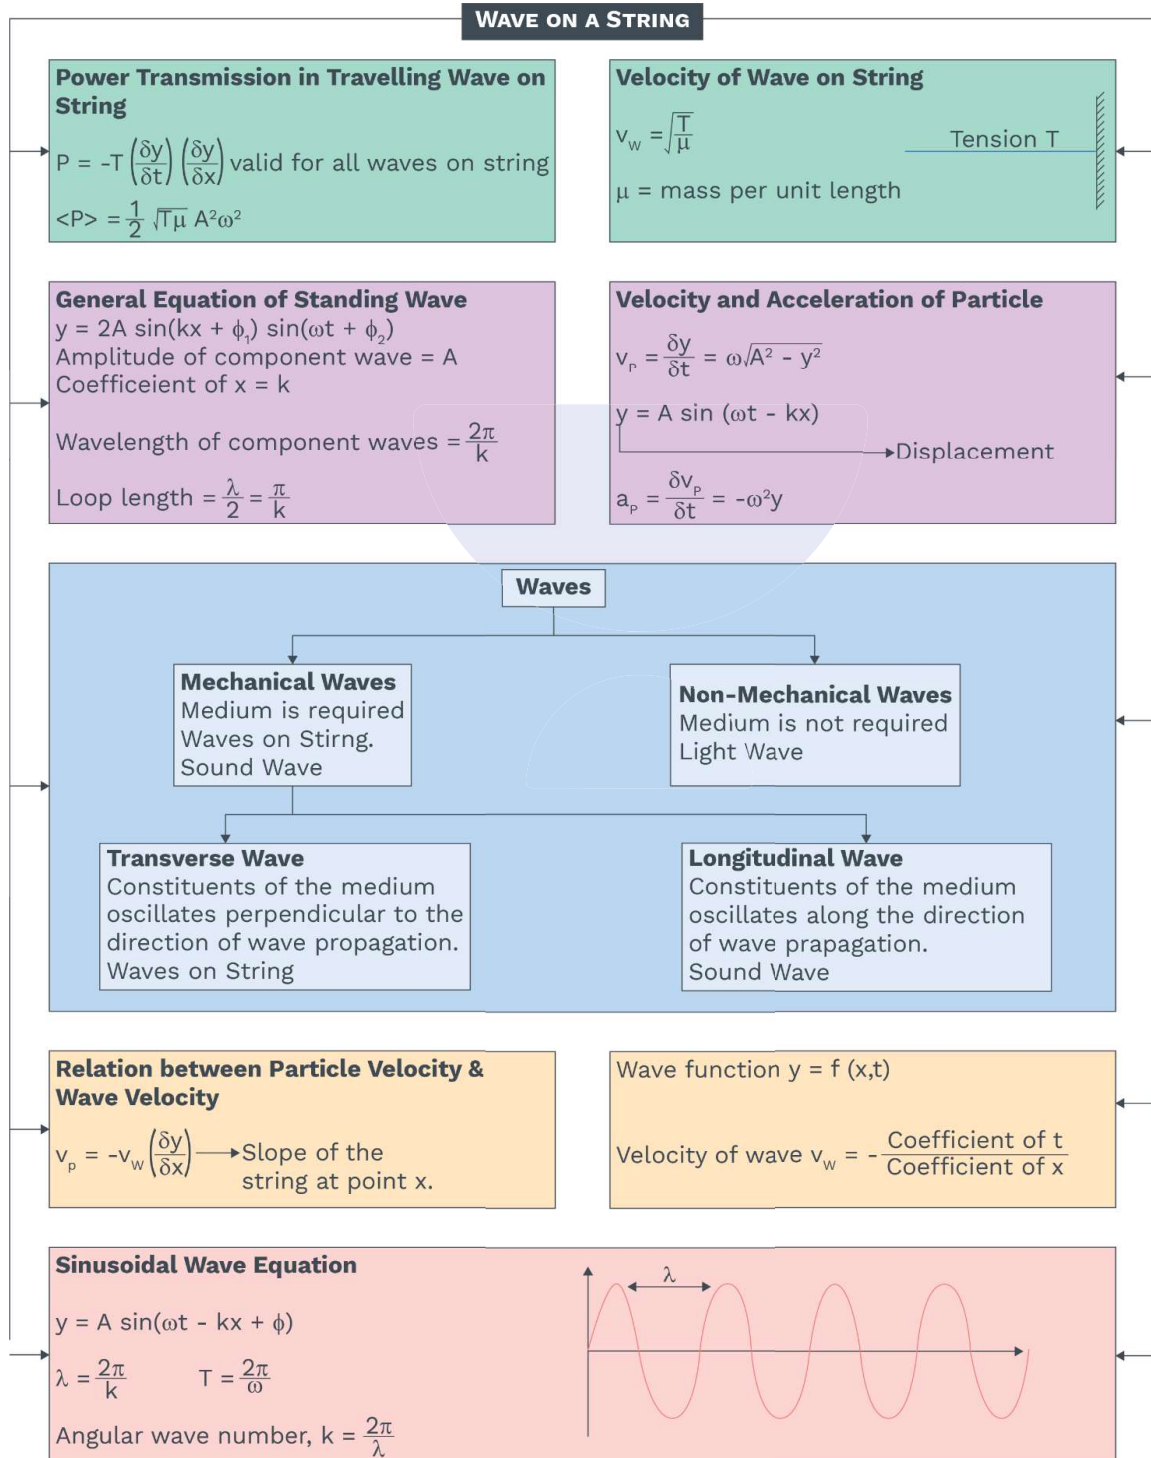 WAVE ON A STRING
Power Transmission in Travelling Wave on
String
P = -T (δy/δt) (δy/δx) valid for all waves on string
<P> = 1/2 √Tμ A²ω²
Velocity of Wave on String
v_W = √(T/μ)
Tension T
μ = mass per unit length
General Equation of Standing Wave
y = 2A sin(kx + ϕ₁) sin(ωt + ϕ₂)
Amplitude of component wave = A
Coefficeient of x = k
Wavelength of component waves = 2π/k
Loop length = λ/2 = π/k
Velocity and Acceleration of Particle
v_P = δy/δt = ω√(A² - y²)
y = A sin (ωt - kx)
Displacement
a_P = δv_P/δt = -ω²y
Waves
Mechanical Waves
Medium is required
Waves on Stirng.
Sound Wave
Non-Mechanical Waves
Medium is not required
Light Wave
Transverse Wave
Constituents of the medium
oscillates perpendicular to the
direction of wave propagation.
Waves on String
Longitudinal Wave
Constituents of the medium
oscillates along the direction
of wave prapagation.
Sound Wave
Relation between Particle Velocity &
Wave Velocity
v_p = -v_W (δy/δx) Slope of the
string at point x.
Wave function y = f (x,t)
Velocity of wave v_W = - Coefficient of t/Coefficient of x
Sinusoidal Wave Equation
y = A sin(ωt - kx + ϕ)
λ = 2π/k T = 2π/ω
Angular wave number, k = 2π/λ
λ